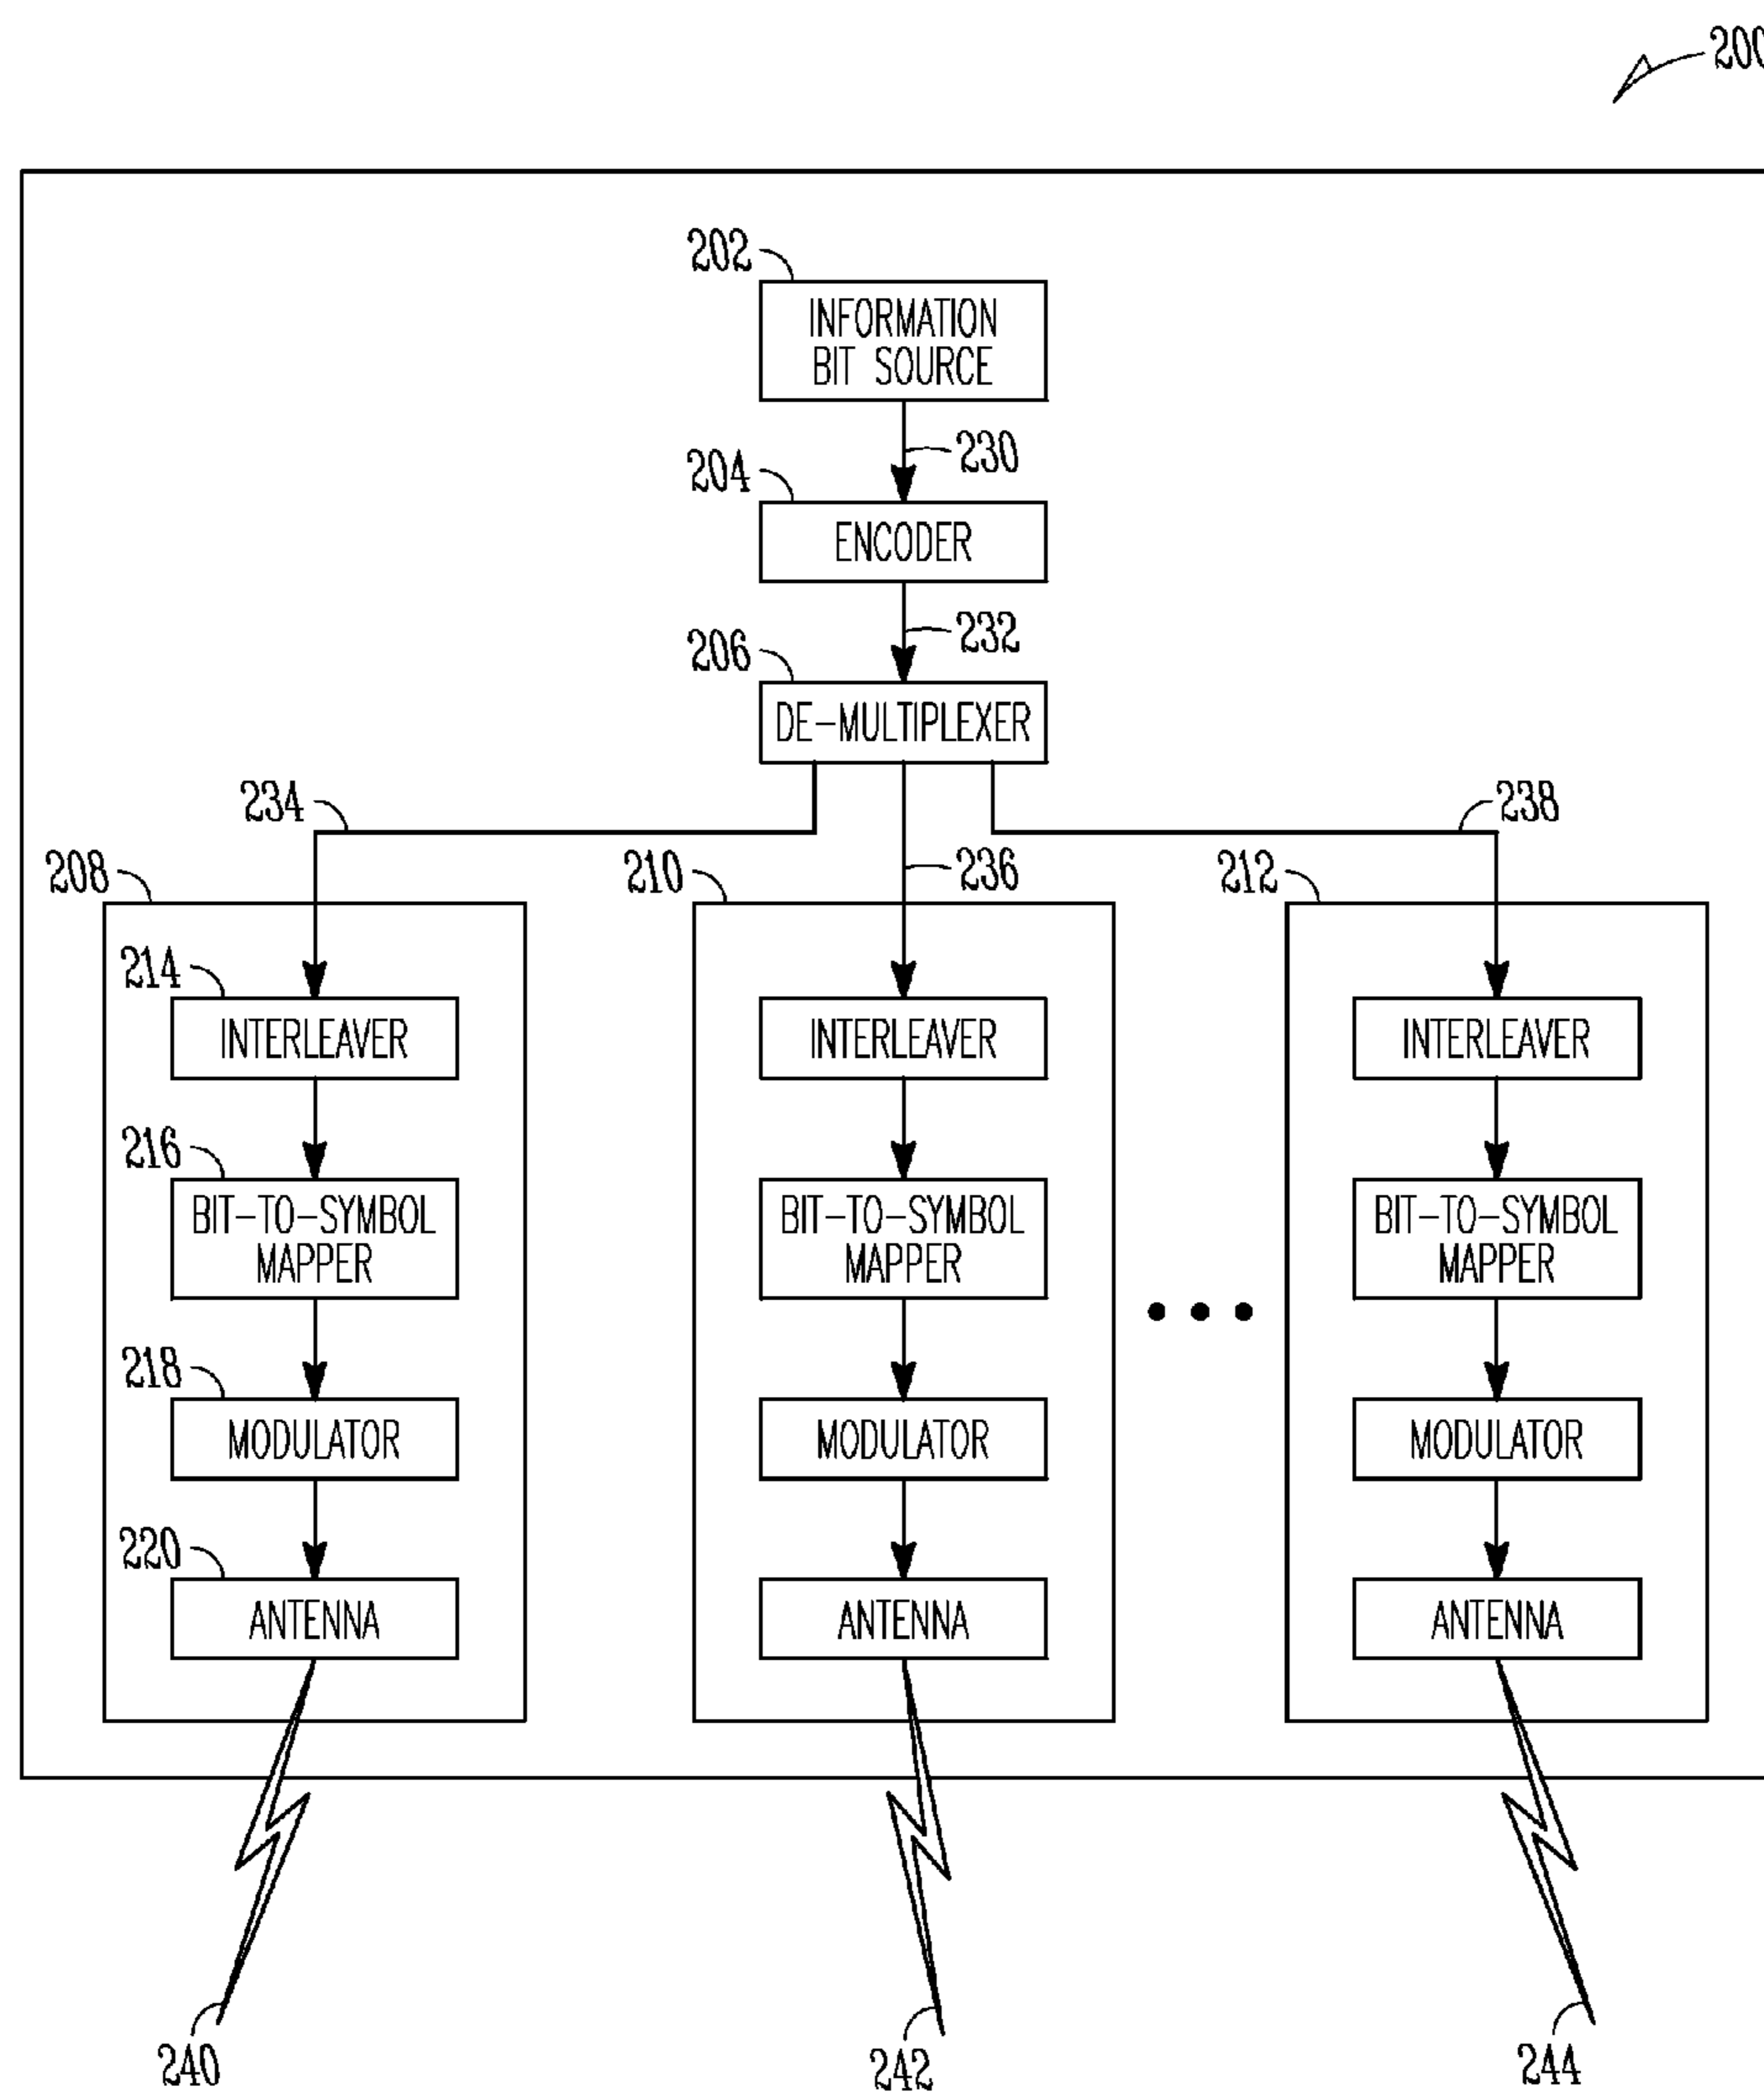 200
202
INFORMATION
BIT SOURCE
230
204
ENCODER
232
206
DE-MULTIPLEXER
234
238
208
210
236
212
214
INTERLEAVER
INTERLEAVER
INTERLEAVER
216
BIT-TO-SYMBOL
MAPPER
BIT-TO-SYMBOL
MAPPER
BIT-TO-SYMBOL
MAPPER
218
MODULATOR
MODULATOR
MODULATOR
220
ANTENNA
ANTENNA
ANTENNA
240
242
244